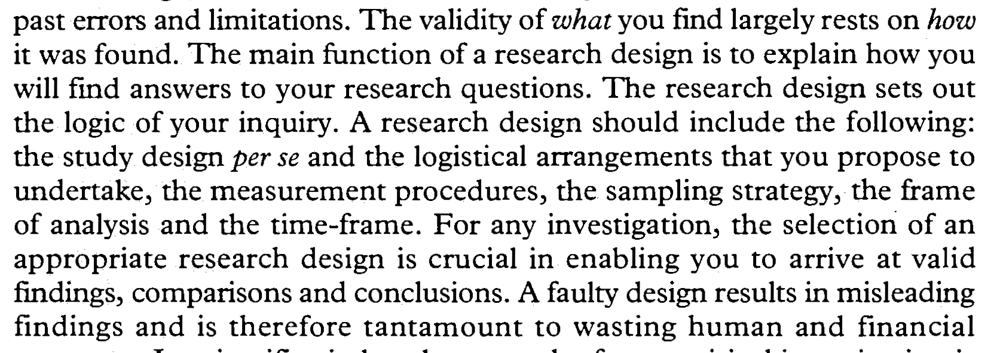 past errors and limitations. The validity of what you find largely rests on how
it was found. The main function of a research design is to explain how you
will find answers to your research questions. The research design sets out
the logic of your inquiry. A research design should include the following:
the study design per se and the logistical arrangements that you propose to
undertake, the measurement procedures, the sampling strategy, the frame
of analysis and the time-frame. For any investigation, the selection of an
appropriate research design is crucial in enabling you to arrive at valid
findings, comparisons and conclusions. A faulty design results in misleading
findings and is therefore tantamount to wasting human and financial